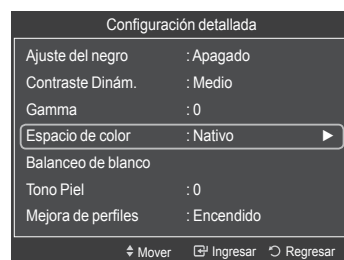 Configuración detallada
Ajuste del negro : Apagado
Contraste Dinám. : Medio
Gamma : 0
Espacio de color : Nativo ►
Balanceo de blanco
Tono Piel : 0
Mejora de perfiles : Encendido
Mover Ingresar Regresar